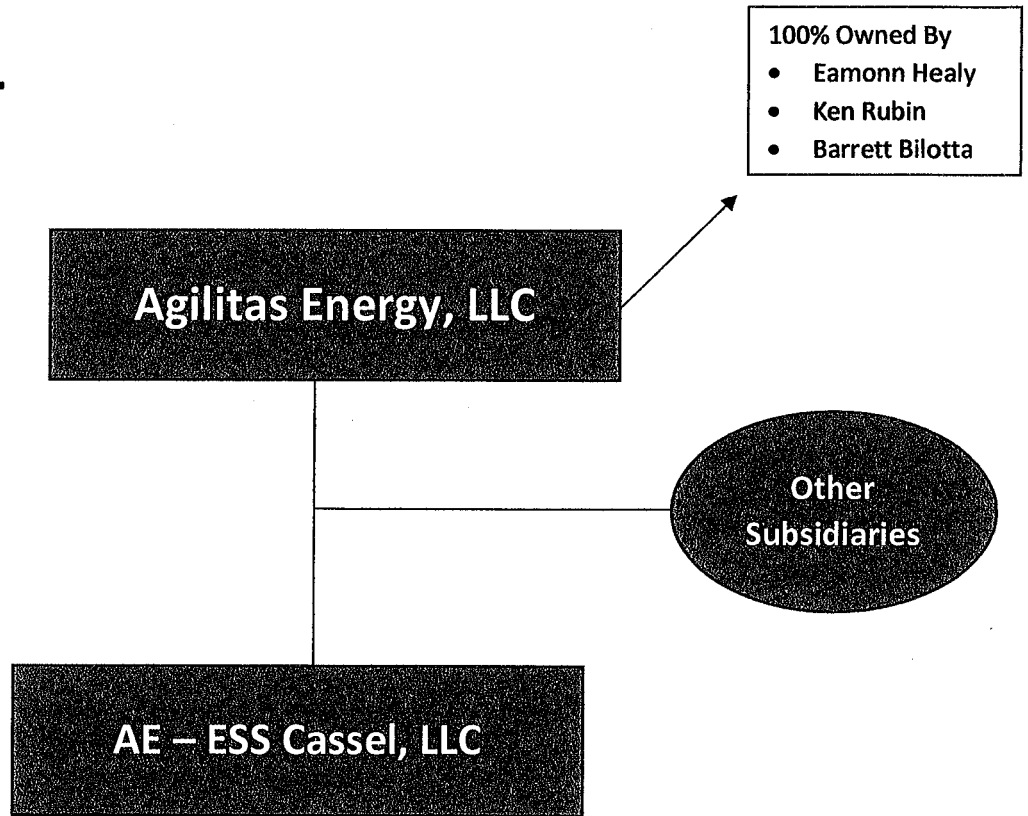 100% Owned By
• Eamonn Healy
• Ken Rubin
• Barrett Bilotta
Agilitas Energy, LLC
Other
Subsidiaries
AE – ESS Cassel, LLC